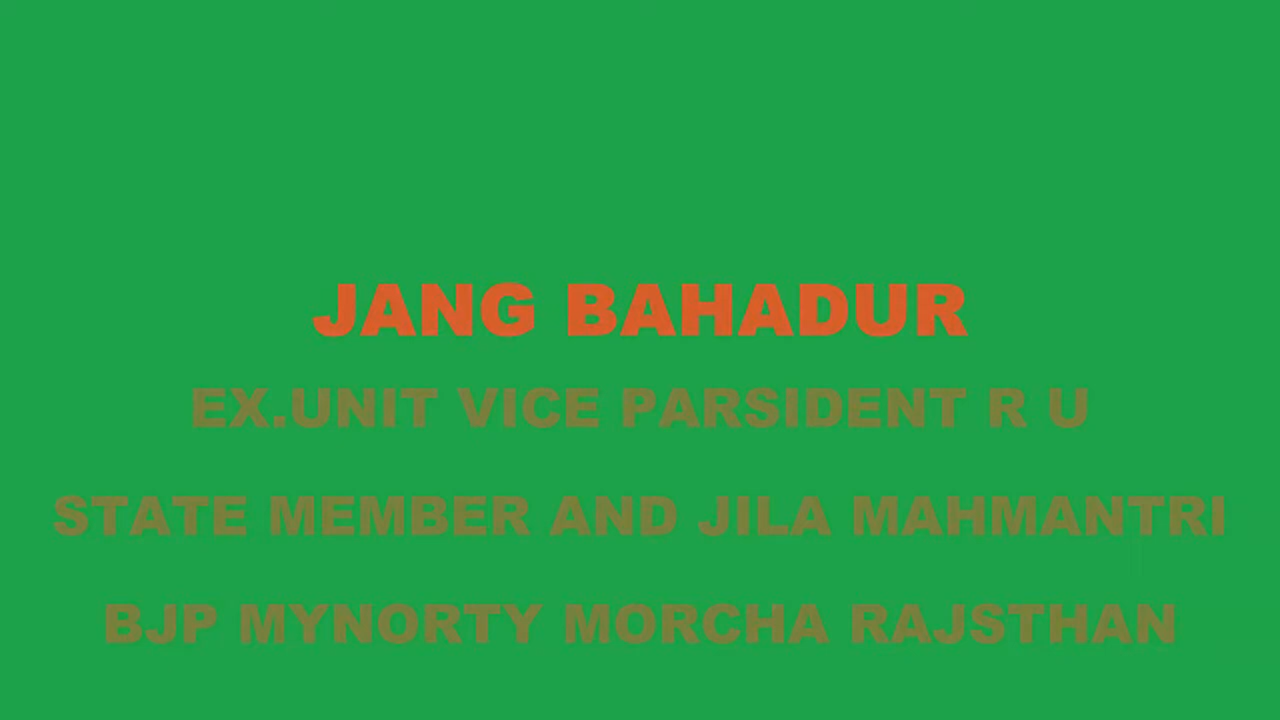 JANG BAHADUR
EX.UNIT VICE PARSIDENT R U
STATE MEMBER AND JILA MAHMANTRI
BJP MYNORTY MORCHA RAJSTHAN